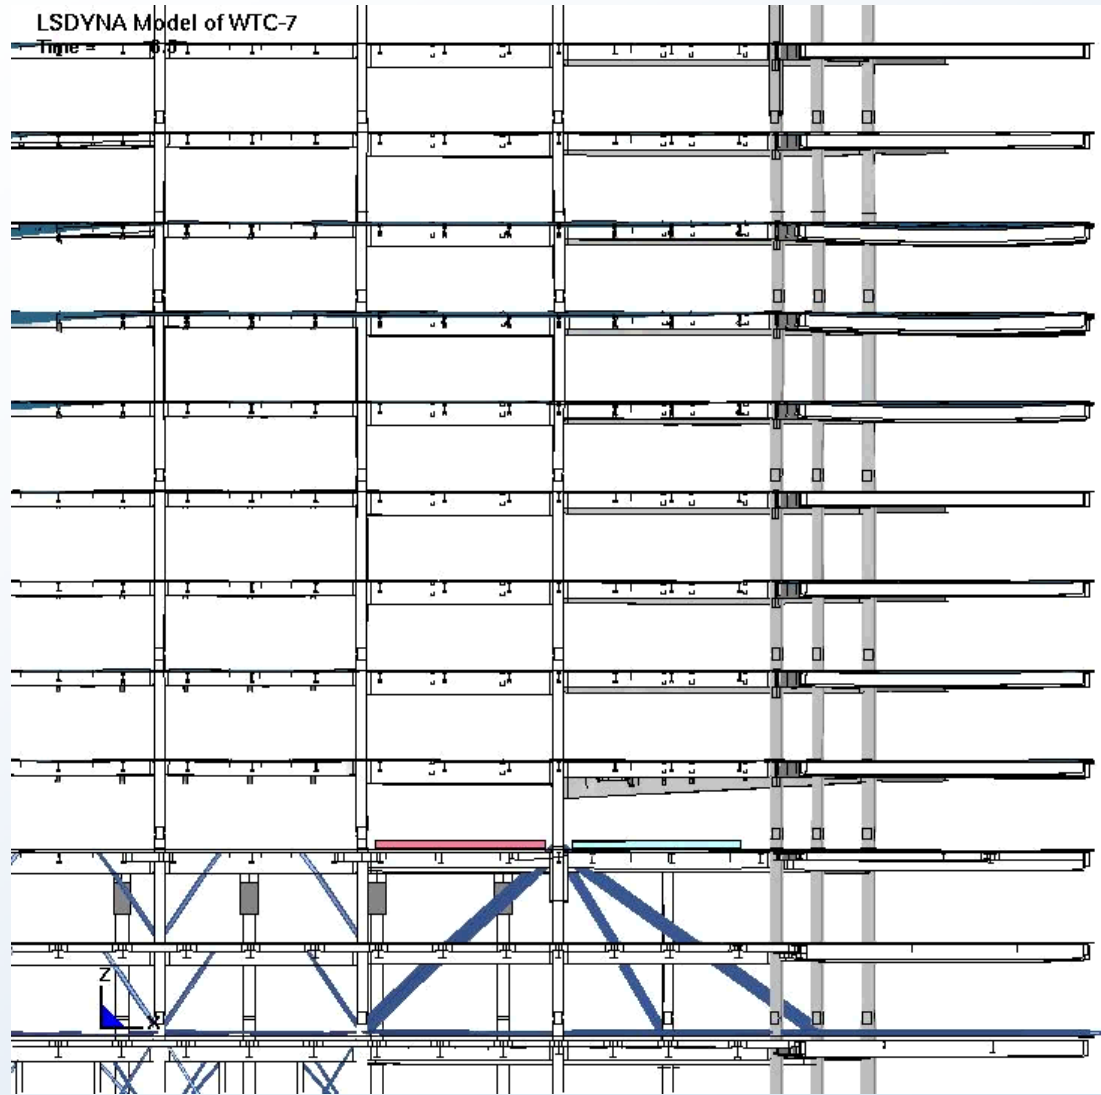 LSDYNA Model of WTC-7
Time =
Z
X